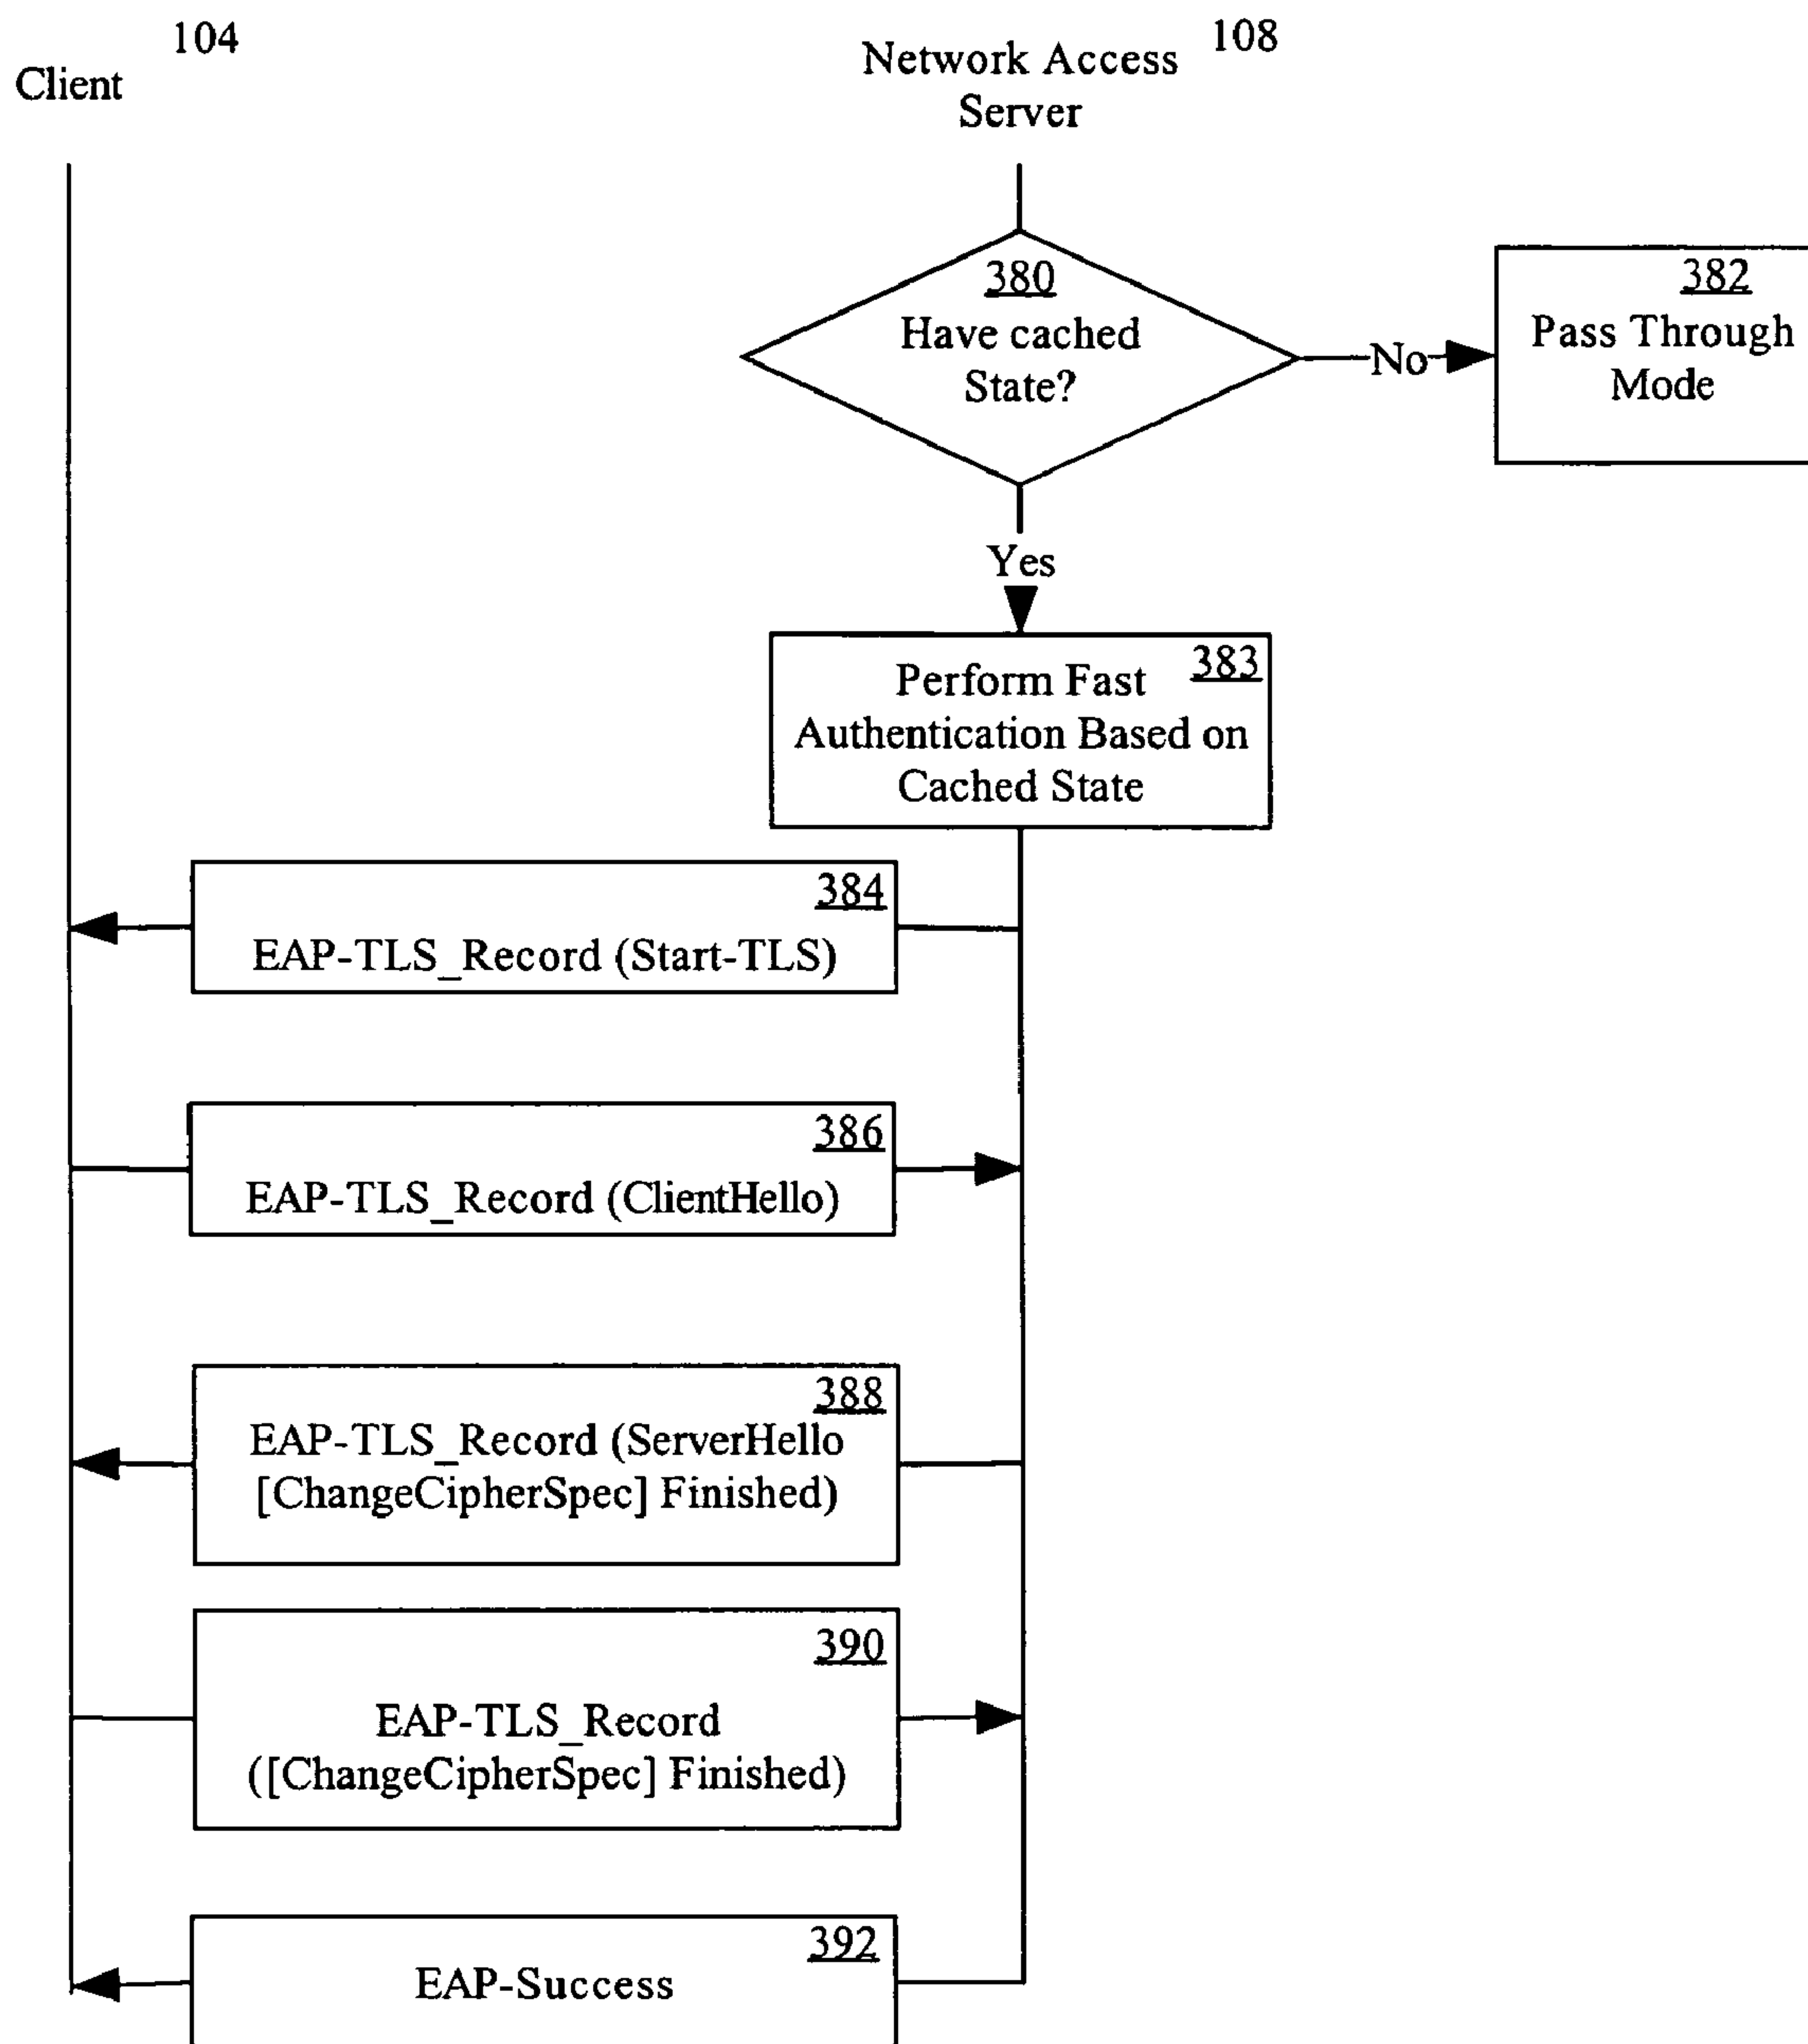 104
Client
Network Access 108
Server
380
Have cached
State?
No
382
Pass Through
Mode
Yes
383
Perform Fast
Authentication Based on
Cached State
384
EAP-TLS_Record (Start-TLS)
386
EAP-TLS_Record (ClientHello)
388
EAP-TLS_Record (ServerHello
[ChangeCipherSpec] Finished)
390
EAP-TLS_Record
([ChangeCipherSpec] Finished)
392
EAP-Success